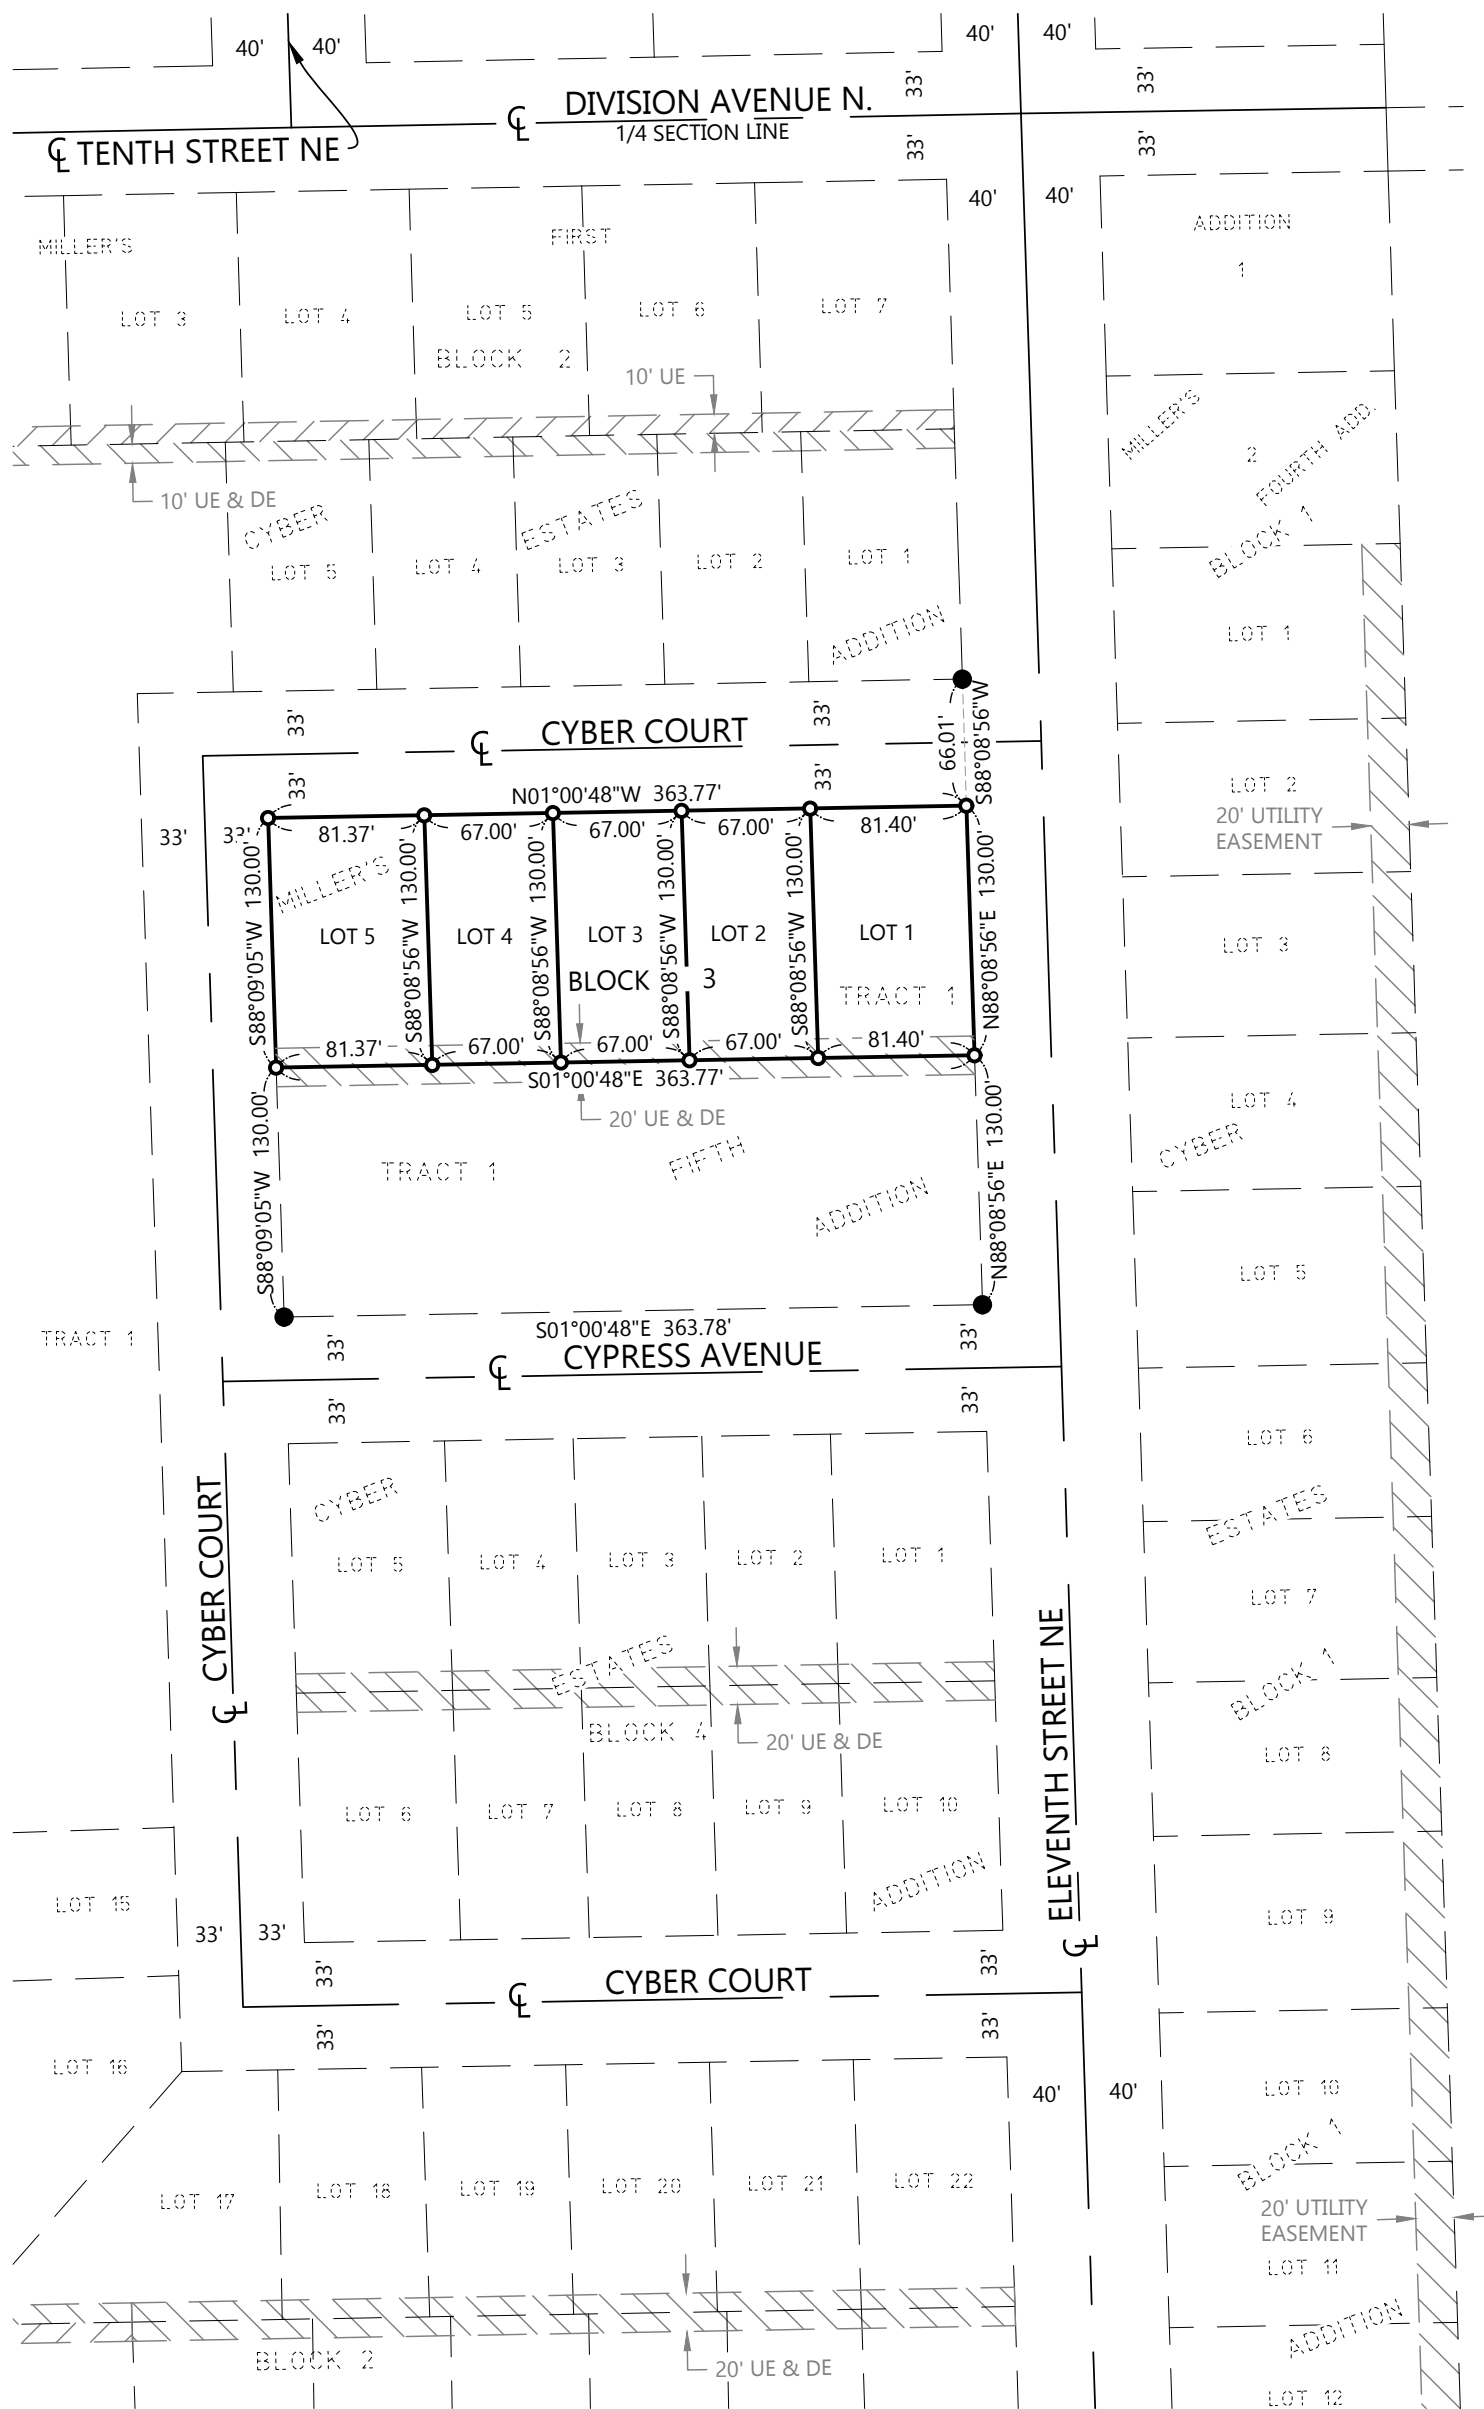 40' 40' 40' 40'
33' 33'
DIVISION AVENUE N.
1/4 SECTION LINE
℄ TENTH STREET NE
℄
33' 33'
40' 40'
MILLER'S FIRST ADDITION
1
LOT 3 LOT 4 LOT 5 LOT 6 LOT 7
BLOCK 2
10' UE
MILLER'S
2
FOURTH ADD.
10' UE & DE
CYBER ESTATES
BLOCK 1
LOT 5 LOT 4 LOT 3 LOT 2 LOT 1
ADDITION
LOT 1
33' 33'
℄ CYBER COURT
66.01'
S88°08'56"W
33' 33'
N01°00'48"W 363.77'
LOT 2
20' UTILITY
EASEMENT
33' 33'
81.37' 67.00' 67.00' 67.00' 81.40'
S88°09'05"W 130.00'
S88°08'56"W 130.00'
S88°08'56"W 130.00'
S88°08'56"W 130.00'
S88°08'56"W 130.00'
N88°08'56"E 130.00'
MILLER'S
LOT 5 LOT 4 LOT 3 LOT 2 LOT 1
LOT 3
BLOCK 3
TRACT 1
81.37' 67.00' 67.00' 67.00' 81.40'
S01°00'48"E 363.77'
20' UE & DE
LOT 4
S88°09'05"W 130.00'
N88°08'56"E 130.00'
TRACT 1
FIFTH
ADDITION
CYBER
LOT 5
TRACT 1
S01°00'48"E 363.78'
33' 33'
℄ CYPRESS AVENUE
33' 33'
LOT 6
CYBER
ESTATES
LOT 5 LOT 4 LOT 3 LOT 2 LOT 1
LOT 7
℄ CYBER COURT
℄ ELEVENTH STREET NE
ESTATES
BLOCK 1
BLOCK 4
20' UE & DE
LOT 8
LOT 6 LOT 7 LOT 8 LOT 9 LOT 10
ADDITION
LOT 15
LOT 9
33' 33'
33' 33'
℄ CYBER COURT
33' 33'
LOT 16
40' 40'
LOT 10
BLOCK 1
LOT 17 LOT 18 LOT 19 LOT 20 LOT 21 LOT 22
20' UTILITY
EASEMENT
LOT 11
ADDITION
BLOCK 2
20' UE & DE
LOT 12